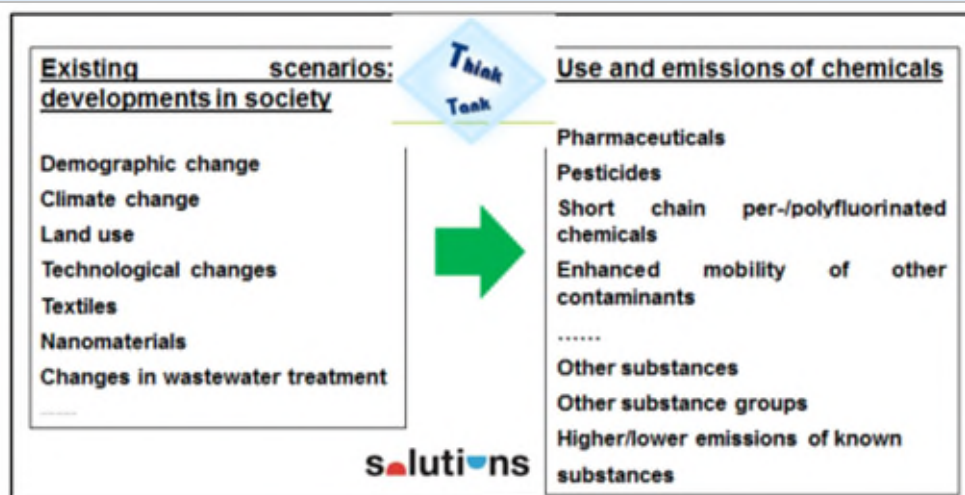 Existing scenarios:
developments in society
Demographic change
Climate change
Land use
Technological changes
Textiles
Nanomaterials
Changes in wastewater treatment
........
Think
Tank
Use and emissions of chemicals
Pharmaceuticals
Pesticides
Short chain per-/polyfluorinated
chemicals
Enhanced mobility of other
contaminants
......
Other substances
Other substance groups
Higher/lower emissions of known
substances
solutions